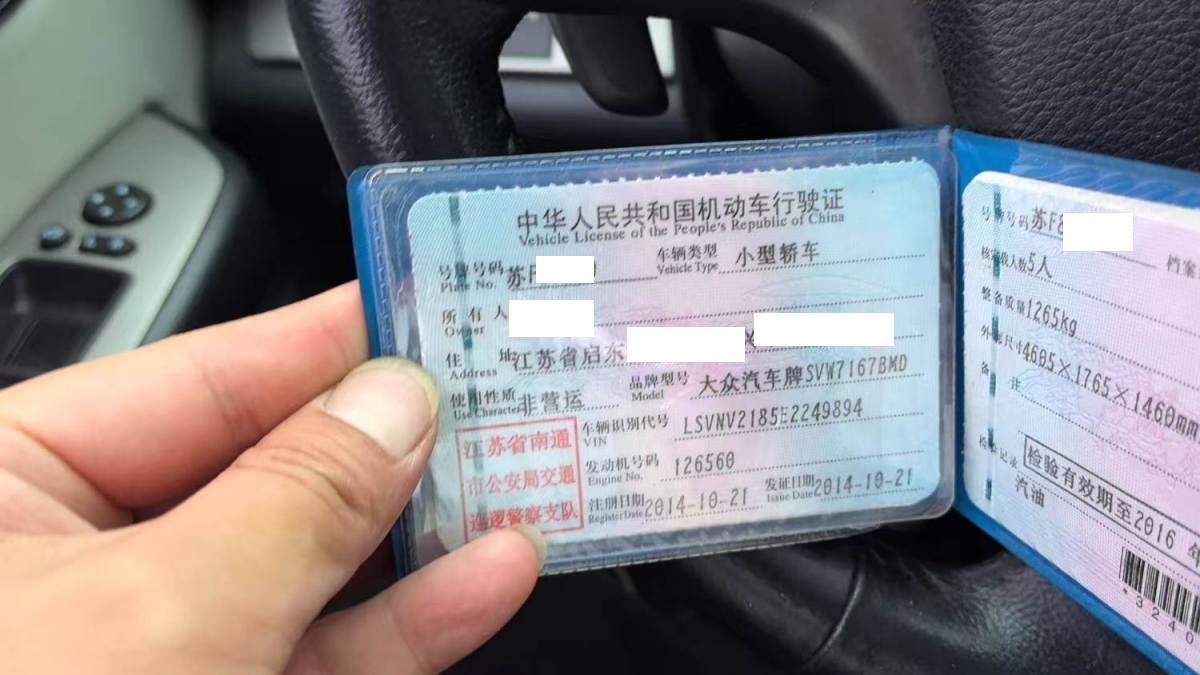 中华人民共和国机动车行驶证
Vehicle License of the People's Republic of China
号牌号码 苏F
Plate No.
车辆类型 小型轿车
Vehicle Type
所有人
Owner
住址 江苏省启东
Address
使用性质 非营运
Use Character
品牌型号 大众汽车牌SVW7167BMD
Model
车辆识别代号 LSVNV2185E2249894
VIN
发动机号码 126560
Engine No.
注册日期 2014-10-21
Register Date
发证日期 2014-10-21
Issue Date
江苏省南通
市公安局交通
巡逻警察支队
号牌号码 苏F8
档案
核定载人数 5人
整备质量 1265kg
外廓尺寸 4605×1765×1460mm
备注
检验记录
检验有效期至2016
汽油
*3240